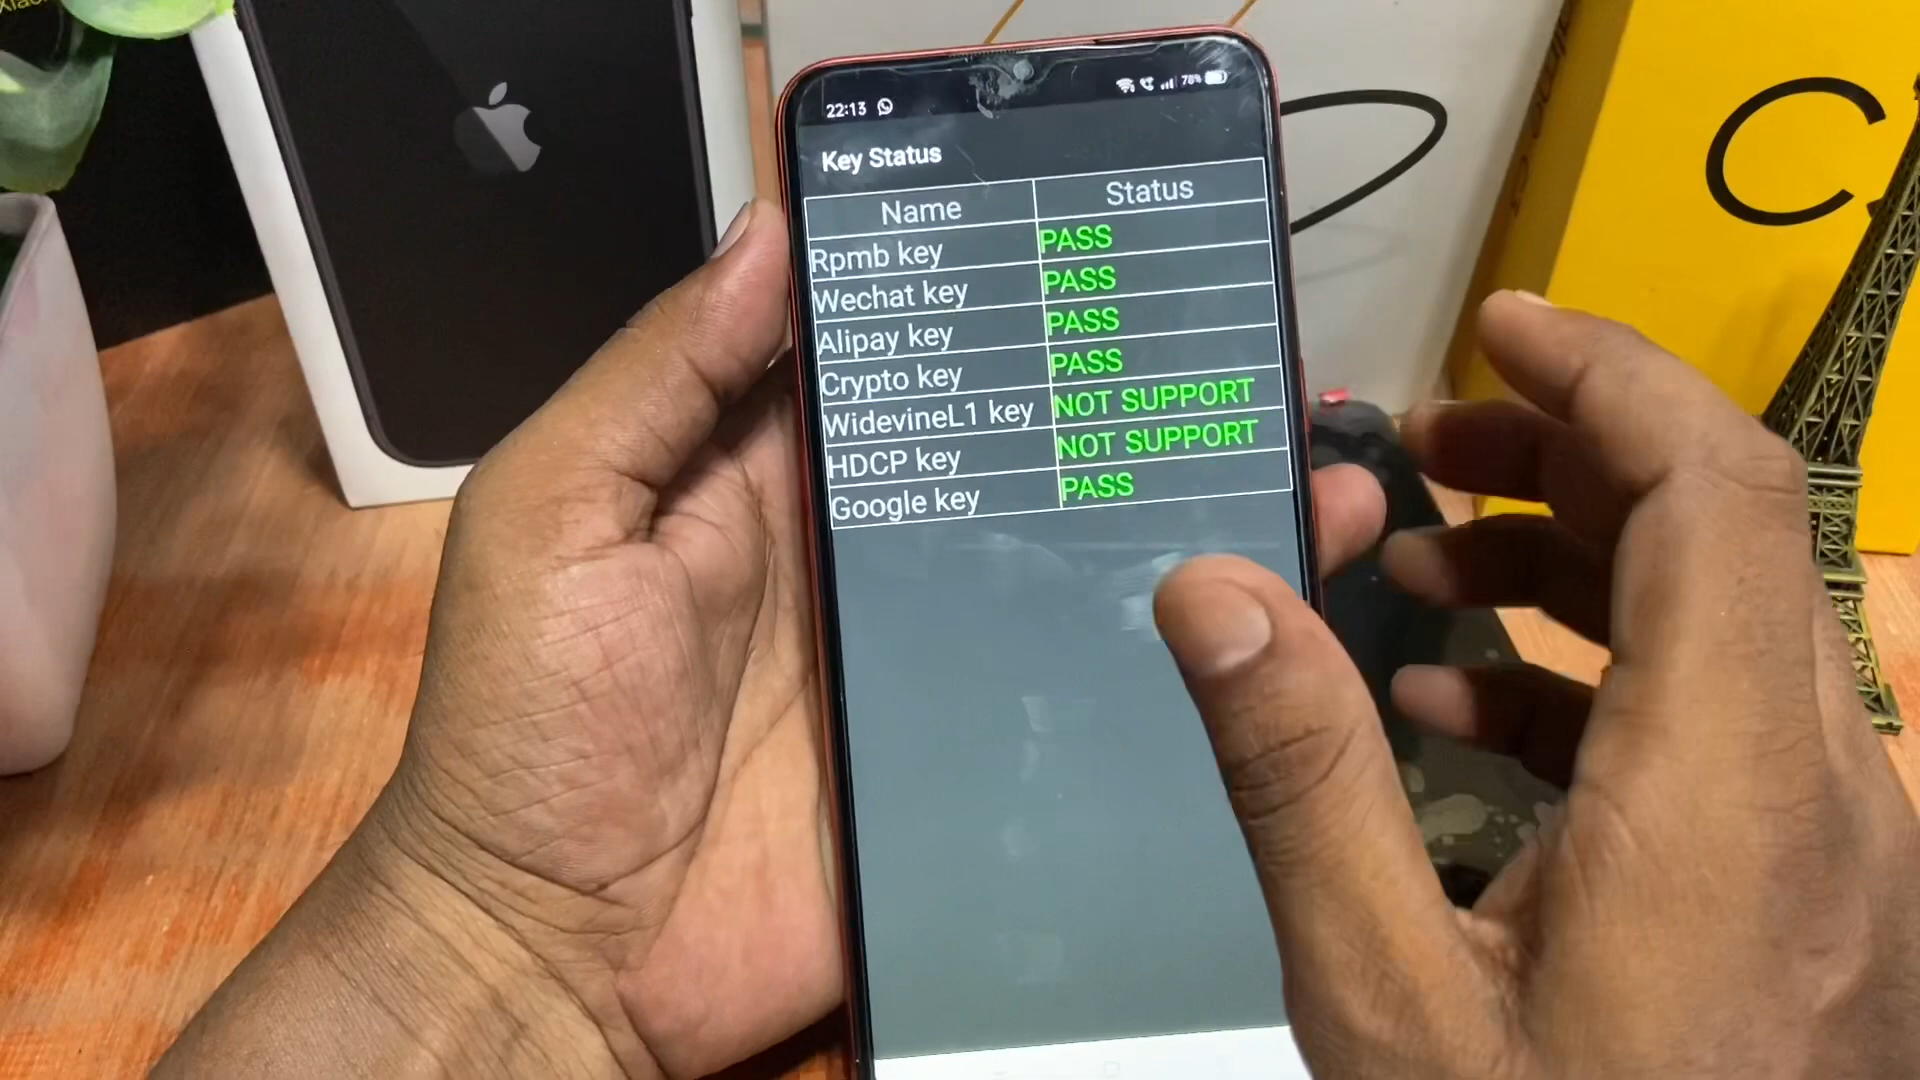 22:13 78%
Key Status
Name Status
Rpmb key PASS
Wechat key PASS
Alipay key PASS
Crypto key PASS
WidevineL1 key NOT SUPPORT
HDCP key NOT SUPPORT
Google key PASS